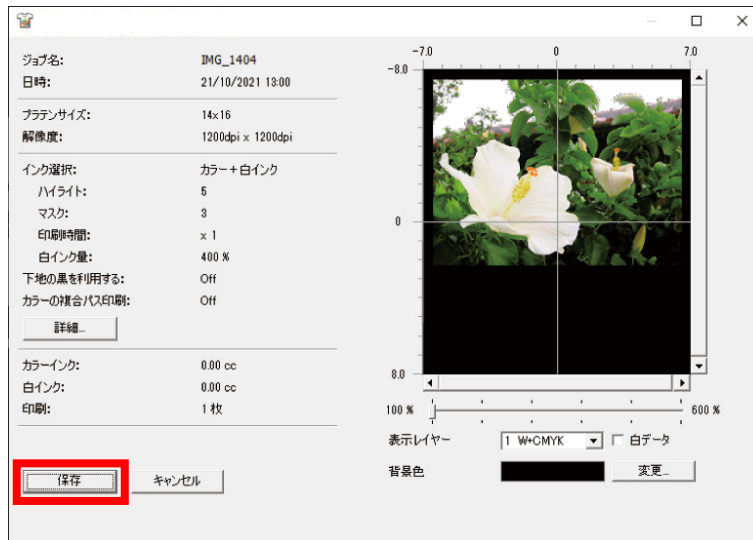 ジョブ名: IMG_1404
日時: 21/10/2021 13:00
プラテンサイズ: 14x16
解像度: 1200dpi x 1200dpi
インク選択: カラー+白インク
ハイライト: 5
マスク: 3
印刷時間: x 1
白インク量: 400 %
下地の黒を利用する: Off
カラーの複合パス印刷: Off
詳細...
カラーインク: 0.00 cc
白インク: 0.00 cc
印刷: 1 枚
保存 キャンセル
-7.0 0 7.0
-8.0
0
8.0
100 % 600 %
表示レイヤー 1 W+CMYK 白データ
背景色 変更...